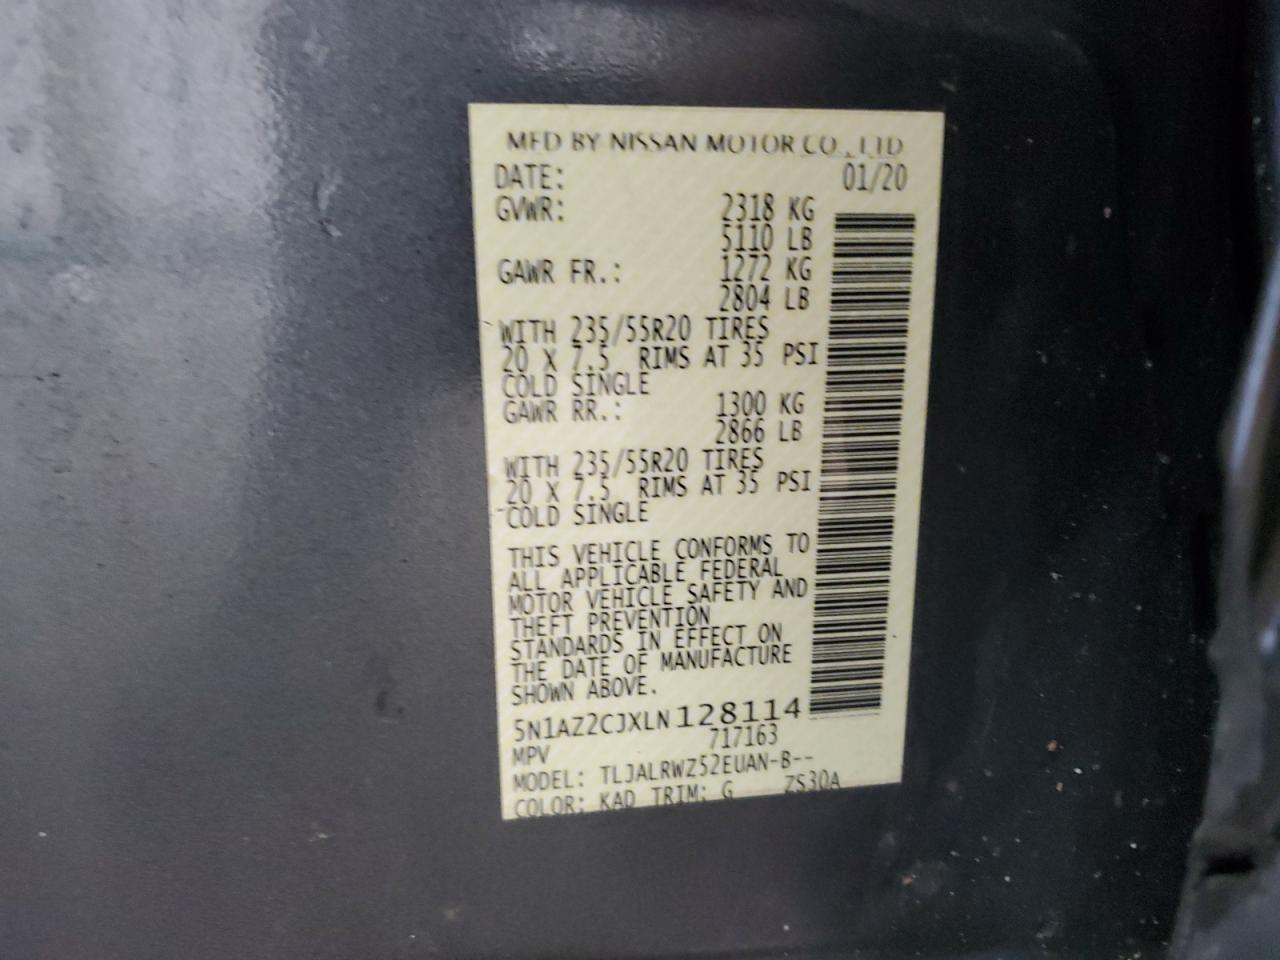 MFD BY NISSAN MOTOR CO., LTD
DATE: 01/20
GVWR: 2318 KG
5110 LB
GAWR FR.: 1272 KG
2804 LB
WITH 235/55R20 TIRES
20 X 7.5 RIMS AT 35 PSI
COLD SINGLE
GAWR RR.: 1300 KG
2866 LB
WITH 235/55R20 TIRES
20 X 7.5 RIMS AT 35 PSI
COLD SINGLE
THIS VEHICLE CONFORMS TO
ALL APPLICABLE FEDERAL
MOTOR VEHICLE SAFETY AND
THEFT PREVENTION
STANDARDS IN EFFECT ON
THE DATE OF MANUFACTURE
SHOWN ABOVE.
5N1AZ2CJXLN128114
MPV 717163
MODEL: TLJALRWZ52EUAN-B--
COLOR: KAD TRIM: G ZS30A